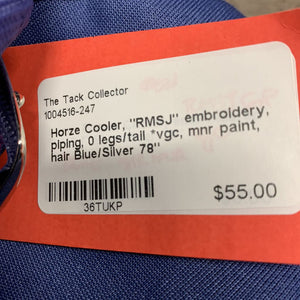 The Tack Collector
1004516-247
Horze Cooler, "RMSJ" embroidery,
piping, 0 legs/tail *vgc, mnr paint,
hair Blue/Silver 78"
$55.00
36TUKP